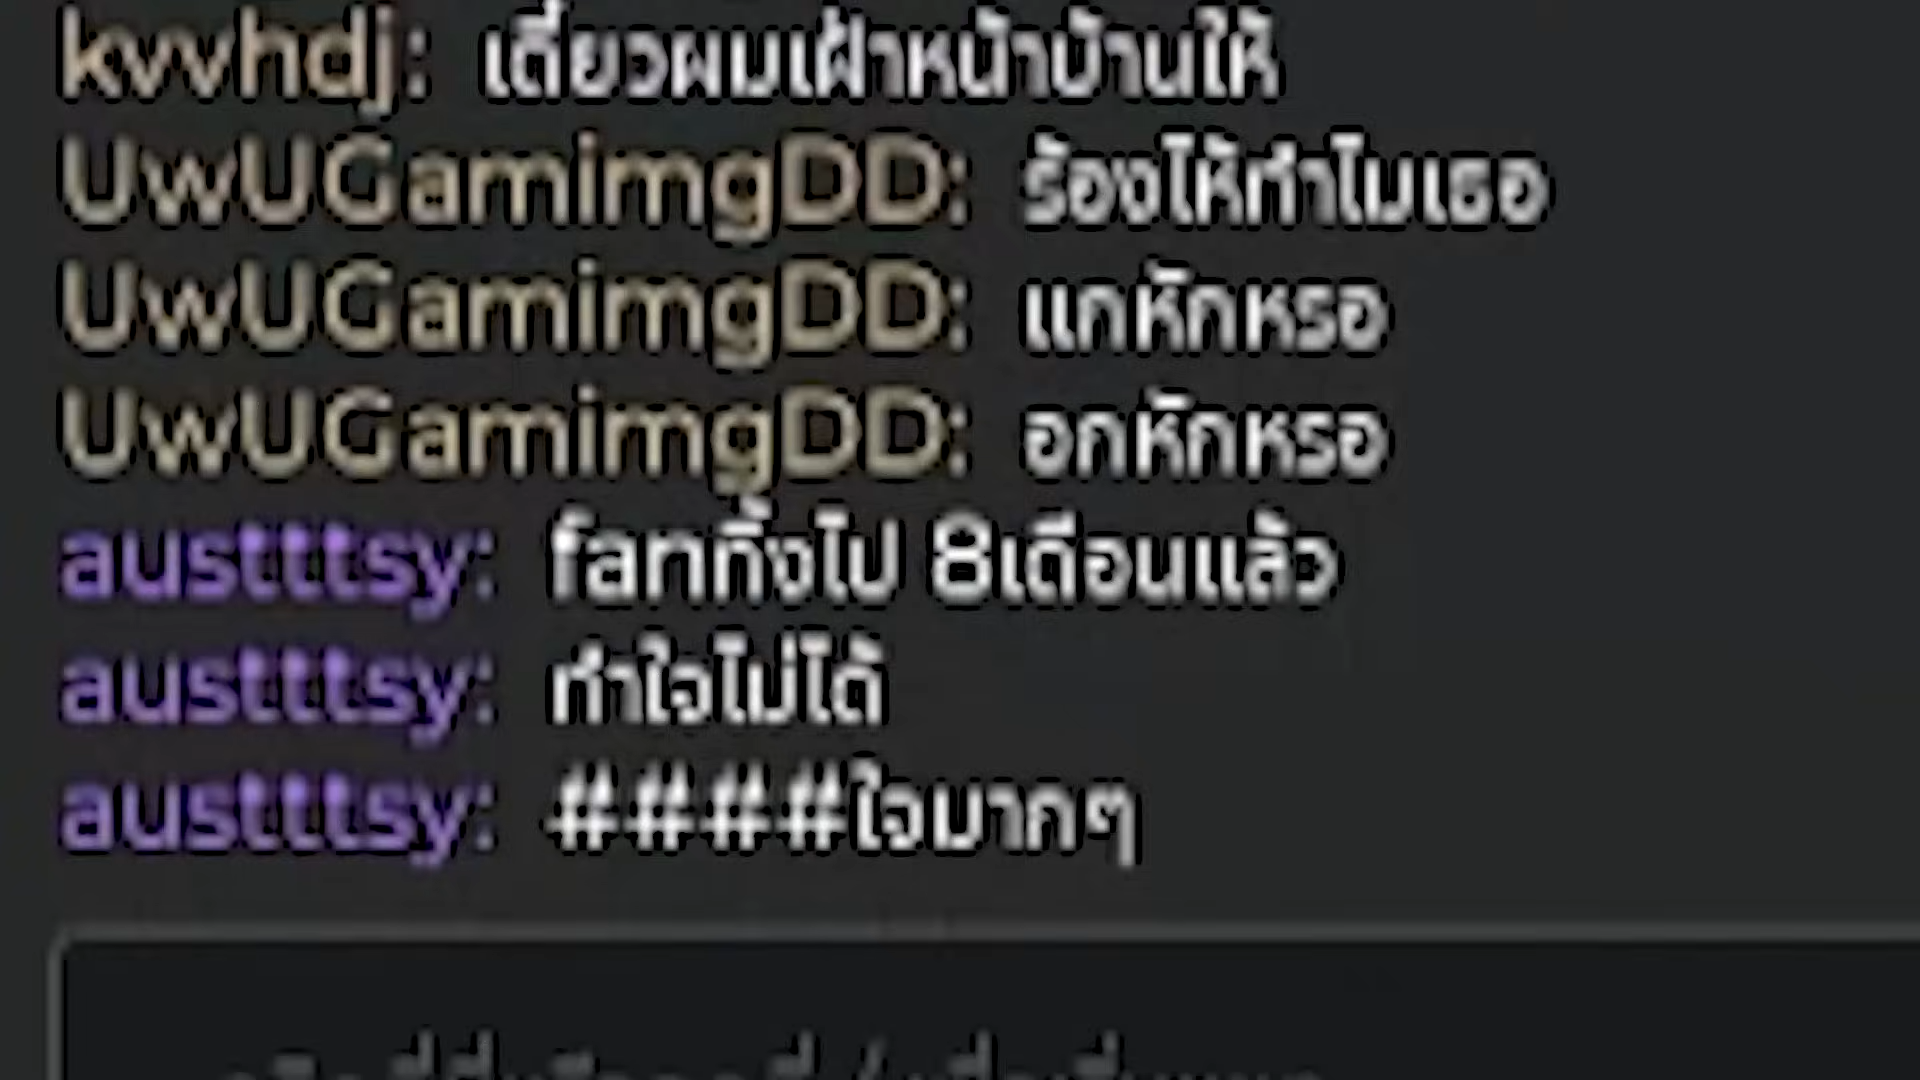 kvvhdj: เดี๋ยวผมเฝ้าหน้าบ้านให้
UwUGamimgDD: ร้องไห้ทำไมเธอ
UwUGamimgDD: แกหักหรอ
UwUGamimgDD: อกหักหรอ
austttsy: fanทิ้งไป 8เดือนแล้ว
austttsy: ทำใจไม่ได้
austttsy: ####ใจมากๆ